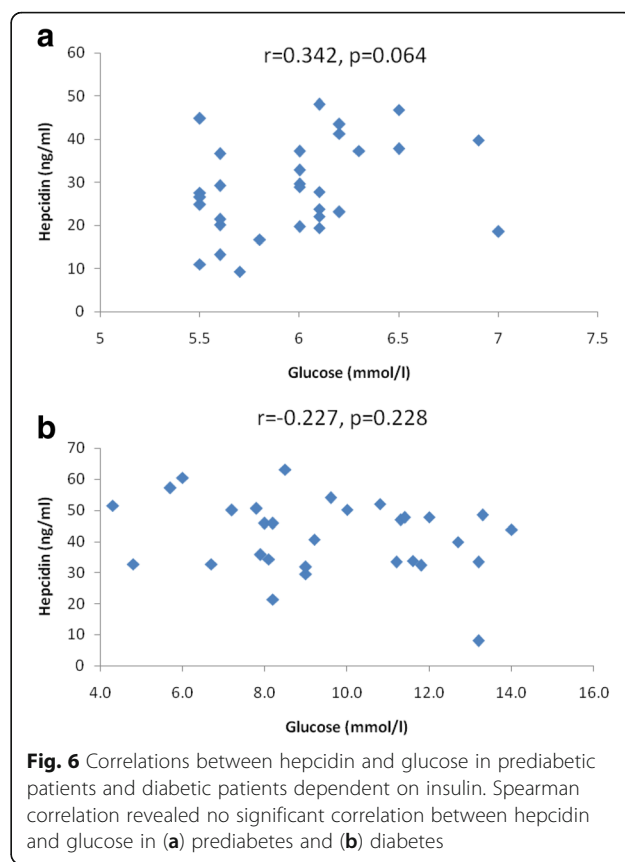 a
r=0.342, p=0.064
60
50
40
30
20
10
0
Hepcidin (ng/ml)
5 5.5 6 6.5 7 7.5
Glucose (mmol/l)
b
r=-0.227, p=0.228
70
60
50
40
30
20
10
0
Hepcidin (ng/ml)
4.0 6.0 8.0 10.0 12.0 14.0 16.0
Glucose (mmol/l)
Fig. 6 Correlations between hepcidin and glucose in prediabetic
patients and diabetic patients dependent on insulin. Spearman
correlation revealed no significant correlation between hepcidin
and glucose in (a) prediabetes and (b) diabetes